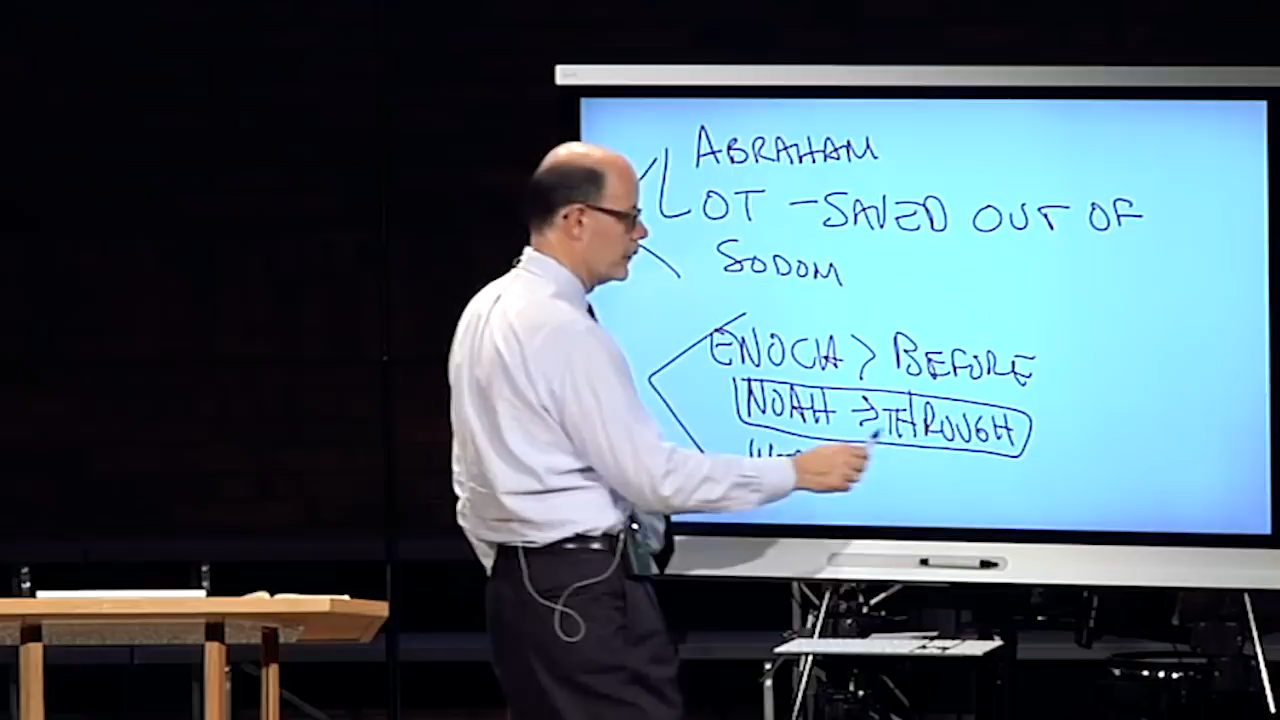 ABRAHAM
LOT - SAVED OUT OF
SODOM
ENOCH > BEFORE
NOAH → THROUGH